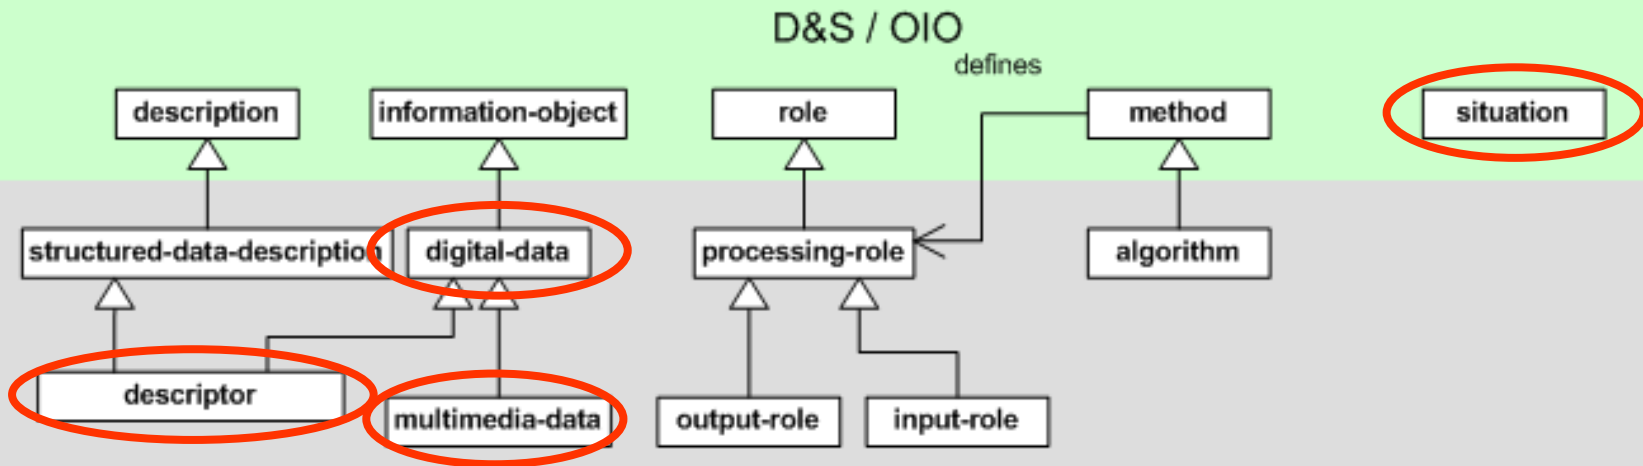 D&S / OIO
defines
description
information-object
role
method
situation
structured-data-description
digital-data
processing-role
algorithm
descriptor
multimedia-data
output-role
input-role